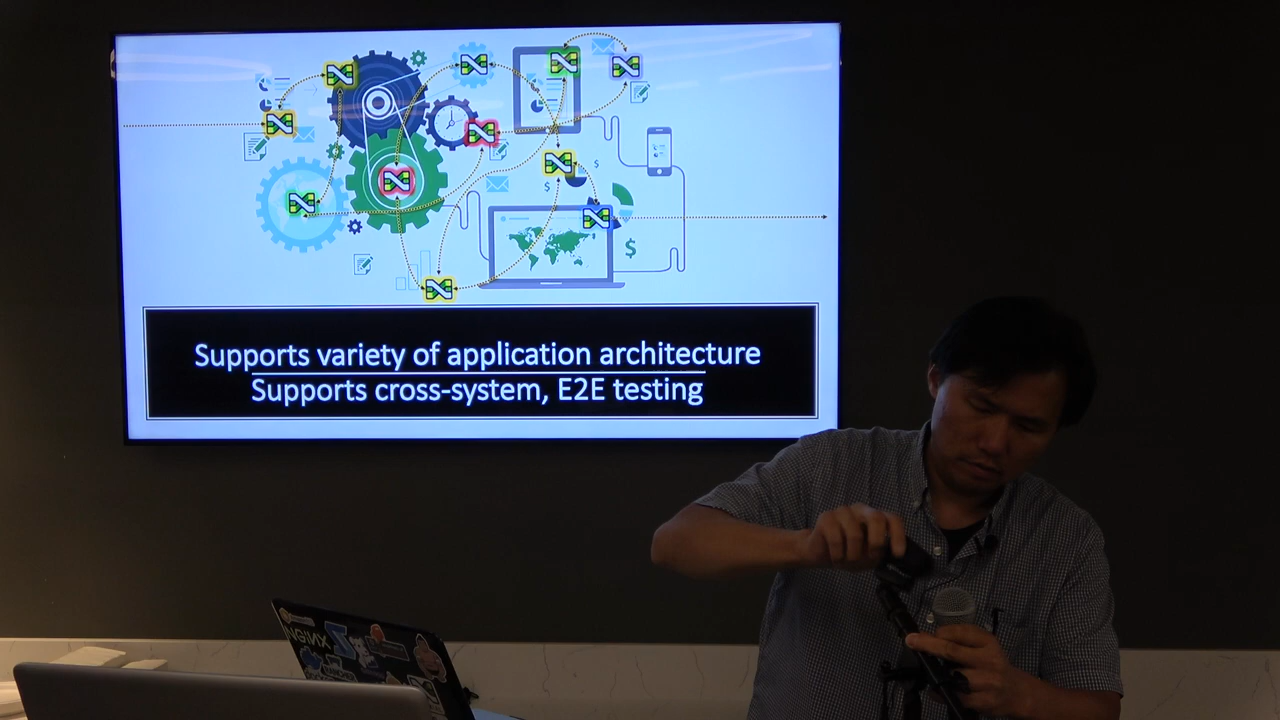 Supports variety of application architecture
Supports cross-system, E2E testing
NGINX